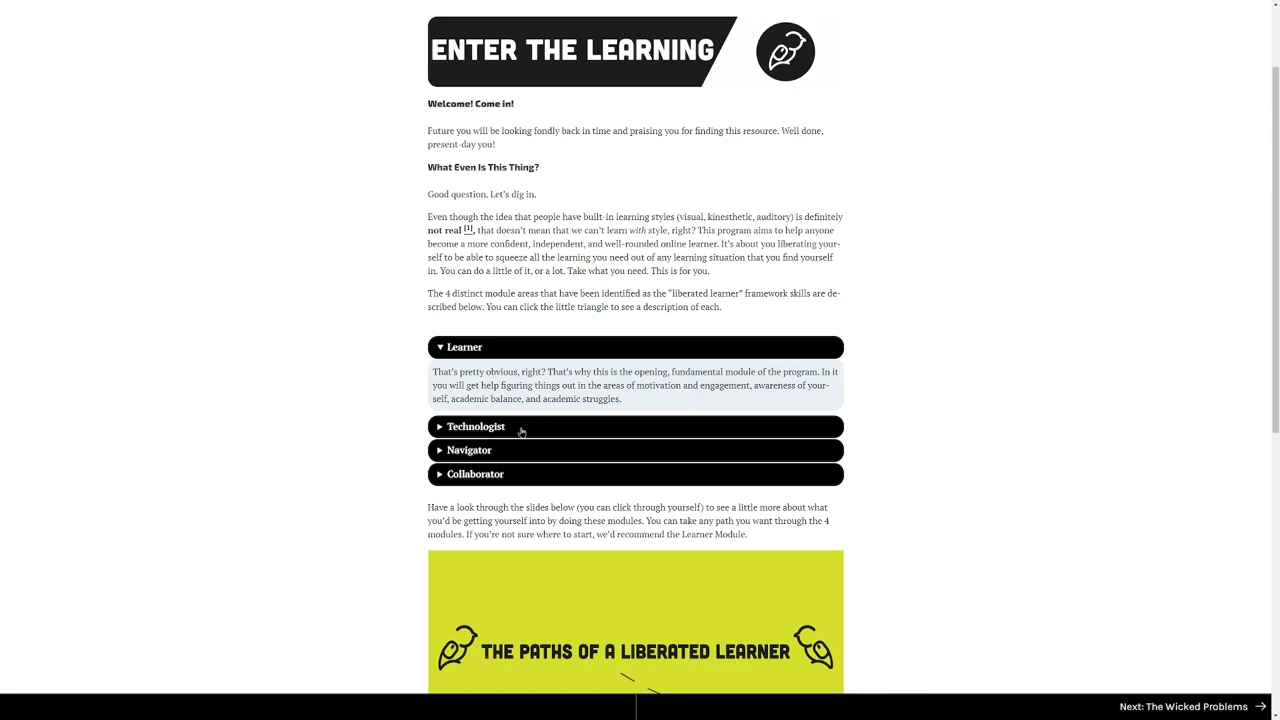 ENTER THE LEARNING
Welcome! Come in!
Future you will be looking fondly back in time and praising you for finding this resource. Well done,
present-day you!
What Even Is This Thing?
Good question. Let's dig in.
Even though the idea that people have built-in learning styles (visual, kinesthetic, auditory) is definitely
not real [1], that doesn't mean that we can't learn with style, right? This program aims to help anyone
become a more confident, independent, and well-rounded online learner. It's about you liberating your-
self to be able to squeeze all the learning you need out of any learning situation that you find yourself
in. You can do a little of it, or a lot. Take what you need. This is for you.
The 4 distinct module areas that have been identified as the "liberated learner" framework skills are de-
scribed below. You can click the little triangle to see a description of each.
Learner
That's pretty obvious, right? That's why this is the opening, fundamental module of the program. In it
you will get help figuring things out in the areas of motivation and engagement, awareness of your-
self, academic balance, and academic struggles.
Technologist
Navigator
Collaborator
Have a look through the slides below (you can click through yourself) to see a little more about what
you'd be getting yourself into by doing these modules. You can take any path you want through the 4
modules. If you're not sure where to start, we'd recommend the Learner Module.
THE PATHS OF A LIBERATED LEARNER
Next: The Wicked Problems →